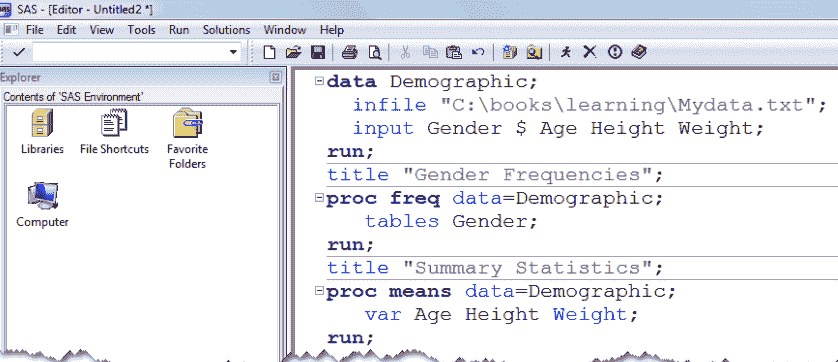 SAS - [Editor - Untitled2 *]
File Edit View Tools Run Solutions Window Help
Explorer
Contents of 'SAS Environment'
Libraries
File Shortcuts
Favorite
Folders
Computer
data Demographic;
infile "C:\books\learning\Mydata.txt";
input Gender $ Age Height Weight;
run;
title "Gender Frequencies";
proc freq data=Demographic;
tables Gender;
run;
title "Summary Statistics";
proc means data=Demographic;
var Age Height Weight;
run;